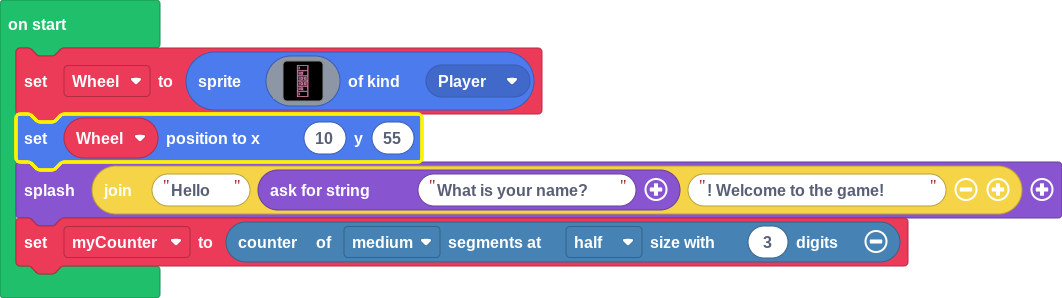 on start
set Wheel to sprite of kind Player
set Wheel position to x 10 y 55
splash join "Hello " ask for string "What is your name? " "! Welcome to the game! "
set myCounter to counter of medium segments at half size with 3 digits